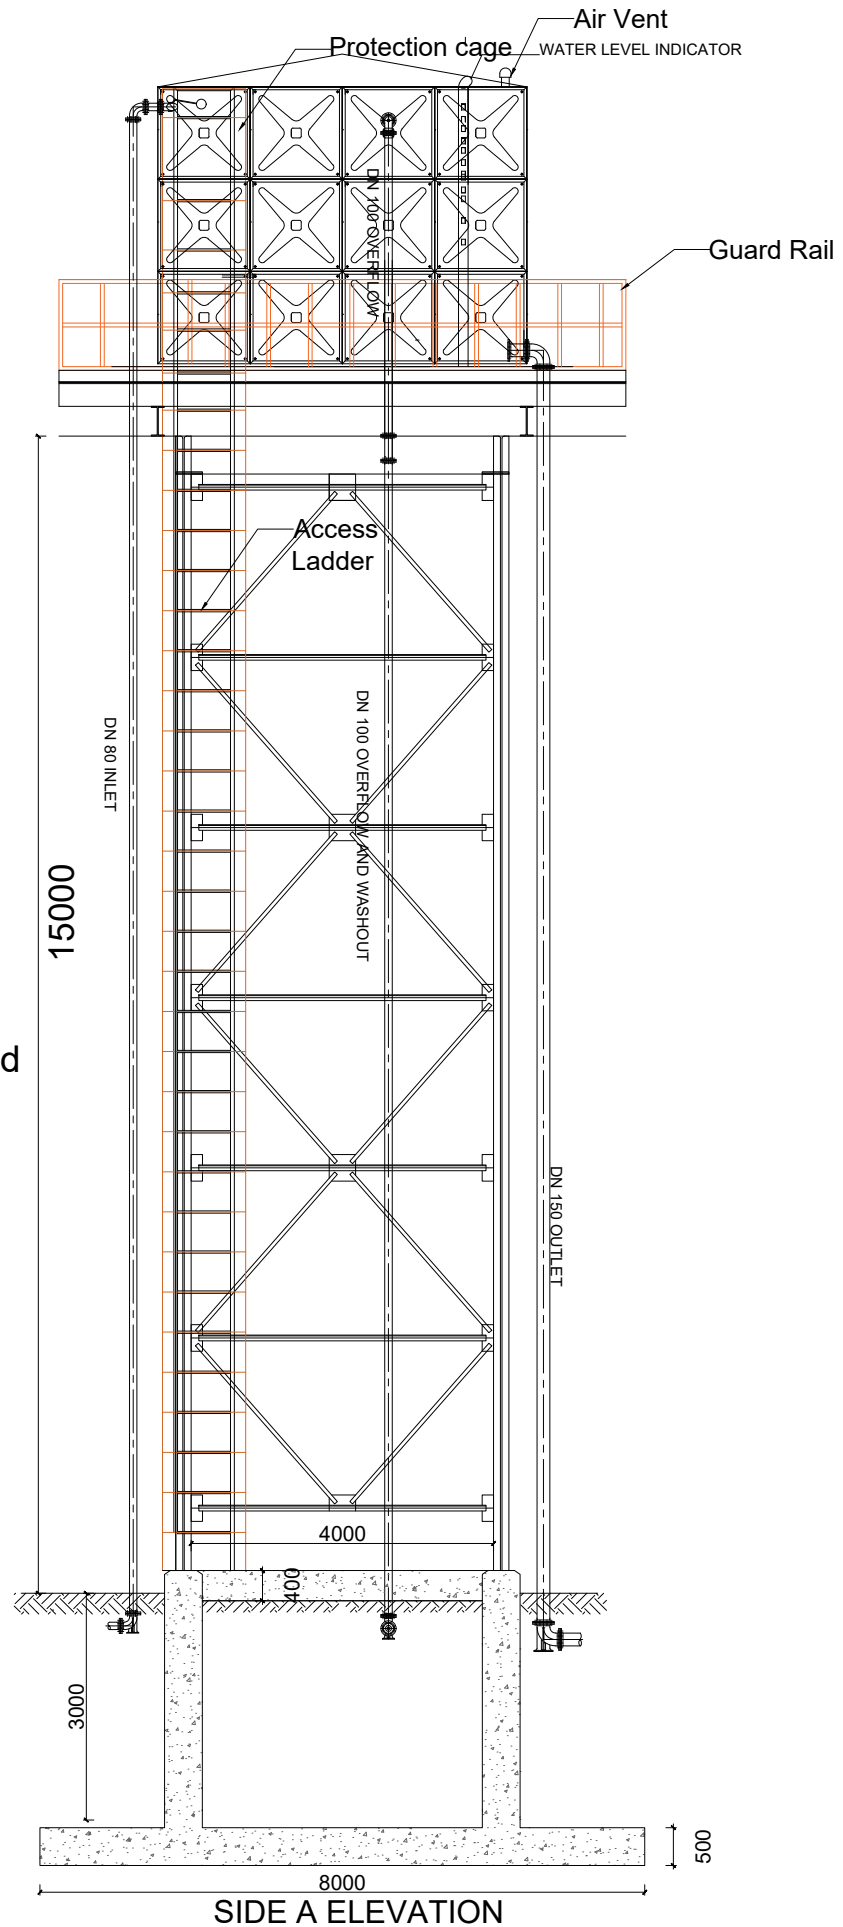 Air Vent
Protection cage
WATER LEVEL INDICATOR
DN 100 OVERFLOW
Guard Rail
Access
Ladder
DN 80 INLET
DN 100 OVERFLOW AND WASHOUT
15000
d
DN 150 OUTLET
4000
400
3000
500
8000
SIDE A ELEVATION